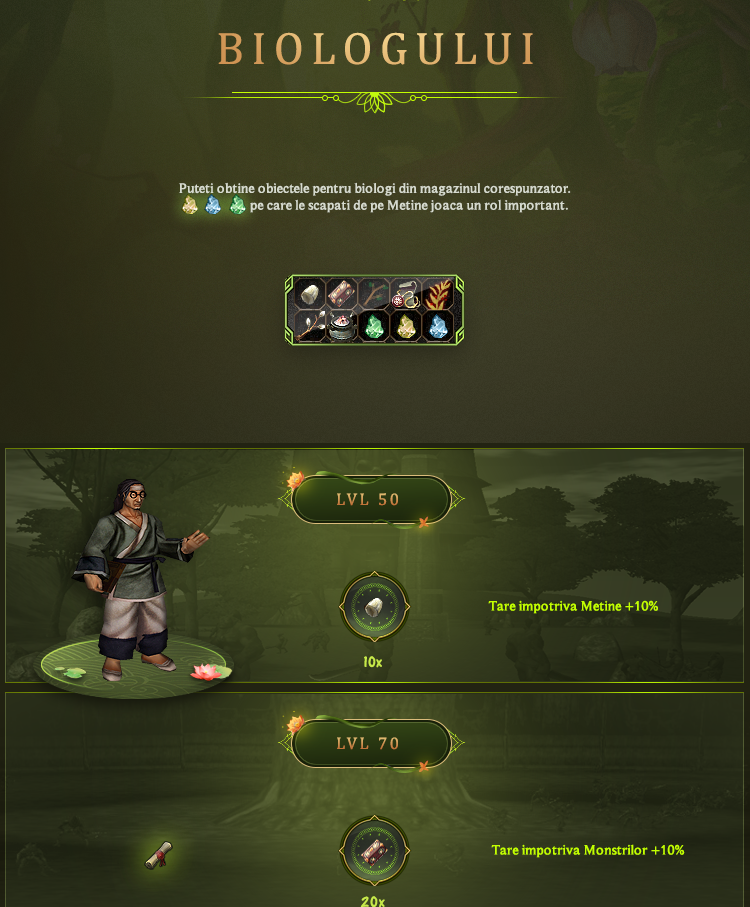 BIOLOGULUI
Puteti obtine obiectele pentru biologi din magazinul corespunzator.
pe care le scapati de pe Metine joaca un rol important.
LVL 50
Tare impotriva Metine +10%
10x
LVL 70
Tare impotriva Monstrilor +10%
20x